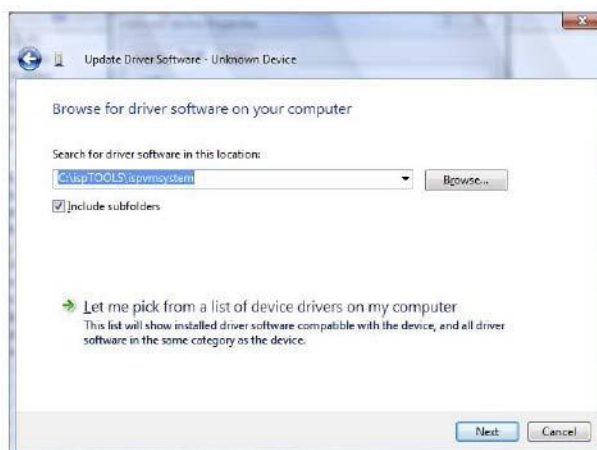 Update Driver Software - Unknown Device
Browse for driver software on your computer
Search for driver software in this location:
C:\ispTOOLS\ispvmsystem
Browse...
Include subfolders
Let me pick from a list of device drivers on my computer
This list will show installed driver software compatible with the device, and all driver
software in the same category as the device.
Next
Cancel